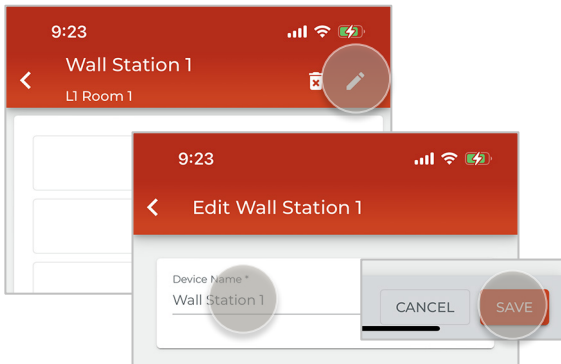 9:23
Wall Station 1
L1 Room 1
9:23
Edit Wall Station 1
Device Name *
Wall Station 1
CANCEL
SAVE